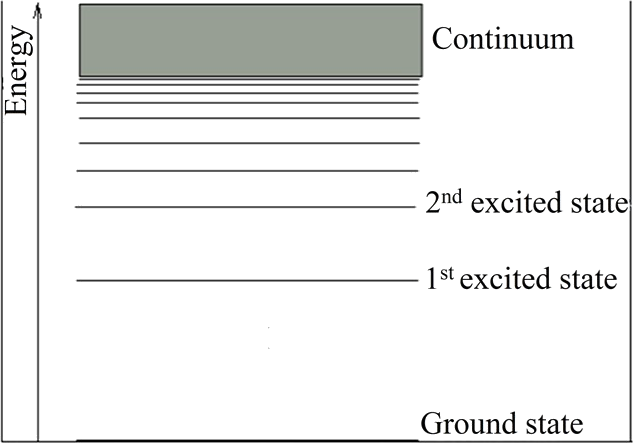 Energy
Continuum
2nd excited state
1st excited state
Ground state